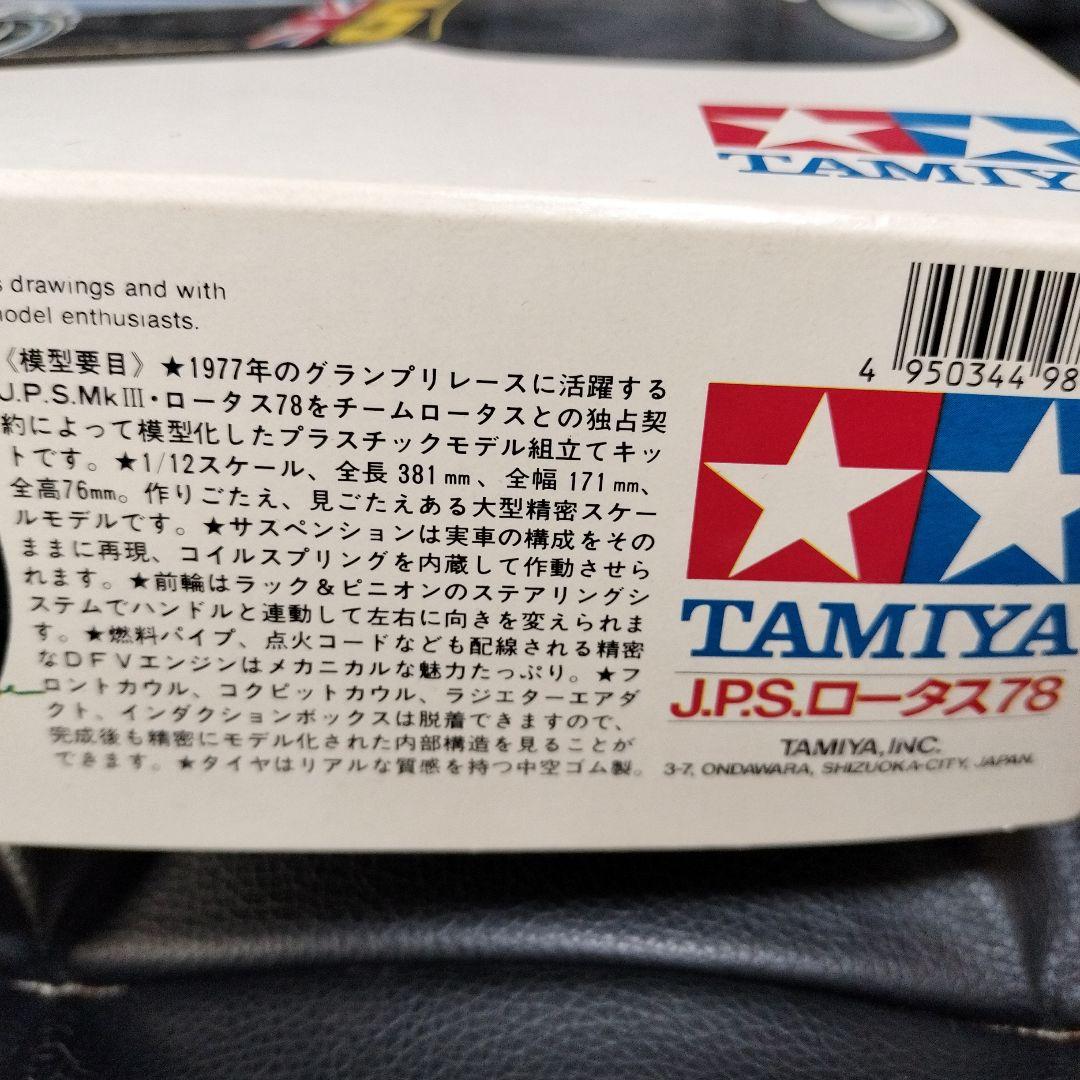 TAMIY
s drawings and with
model enthusiasts.
《模型要目》★1977年のグランプリレースに活躍する
J.P.S.MkⅢ・ロータス78をチームロータスとの独占契
約によって模型化したプラスチックモデル組立てキッ
トです。★1/12スケール、全長381mm、全幅171mm、
全高76mm。作りごたえ、見ごたえある大型精密スケー
ルモデルです。★サスペンションは実車の構成をその
ままに再現、コイルスプリングを内蔵して作動させら
れます。★前輪はラック&ピニオンのステアリングシ
ステムでハンドルと連動して左右に向きを変えられま
す。★燃料パイプ、点火コードなども配線される精密
なDFVエンジンはメカニカルな魅力たっぷり。★フ
ロントカウル、コクピットカウル、ラジエターエアダ
クト、インダクションボックスは脱着できますので、
完成後も精密にモデル化された内部構造を見ることが
できます。★タイヤはリアルな質感を持つ中空ゴム製。
4 950344 98
TAMIYA
J.P.S.ロータス78
TAMIYA, INC.
3-7, ONDAWARA, SHIZUOKA-CITY, JAPAN.